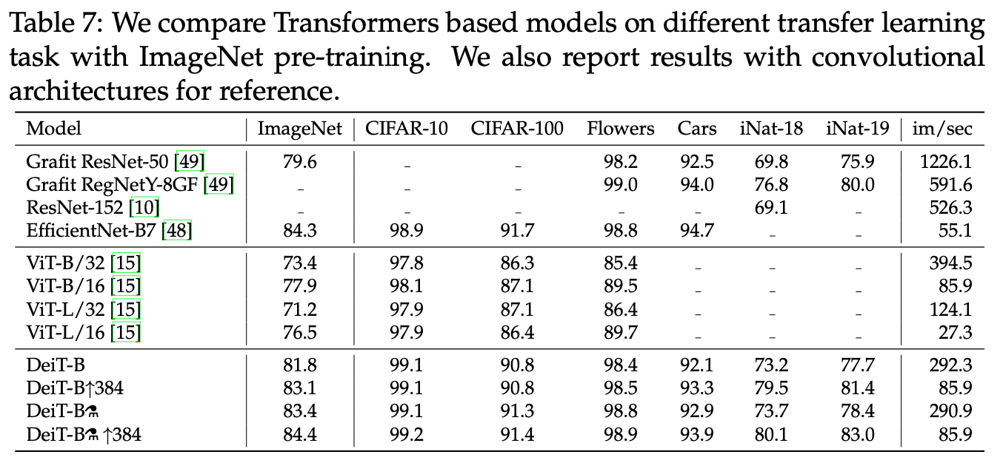 Table 7: We compare Transformers based models on different transfer learning
task with ImageNet pre-training. We also report results with convolutional
architectures for reference.
Model ImageNet CIFAR-10 CIFAR-100 Flowers Cars iNat-18 iNat-19 im/sec
Grafit ResNet-50 [49] 79.6 – – 98.2 92.5 69.8 75.9 1226.1
Grafit RegNetY-8GF [49] – – – 99.0 94.0 76.8 80.0 591.6
ResNet-152 [10] – – – – – 69.1 – 526.3
EfficientNet-B7 [48] 84.3 98.9 91.7 98.8 94.7 – – 55.1
ViT-B/32 [15] 73.4 97.8 86.3 85.4 – – – 394.5
ViT-B/16 [15] 77.9 98.1 87.1 89.5 – – – 85.9
ViT-L/32 [15] 71.2 97.9 87.1 86.4 – – – 124.1
ViT-L/16 [15] 76.5 97.9 86.4 89.7 – – – 27.3
DeiT-B 81.8 99.1 90.8 98.4 92.1 73.2 77.7 292.3
DeiT-B↑384 83.1 99.1 90.8 98.5 93.3 79.5 81.4 85.9
DeiT-B⚗ 83.4 99.1 91.3 98.8 92.9 73.7 78.4 290.9
DeiT-B⚗ ↑384 84.4 99.2 91.4 98.9 93.9 80.1 83.0 85.9